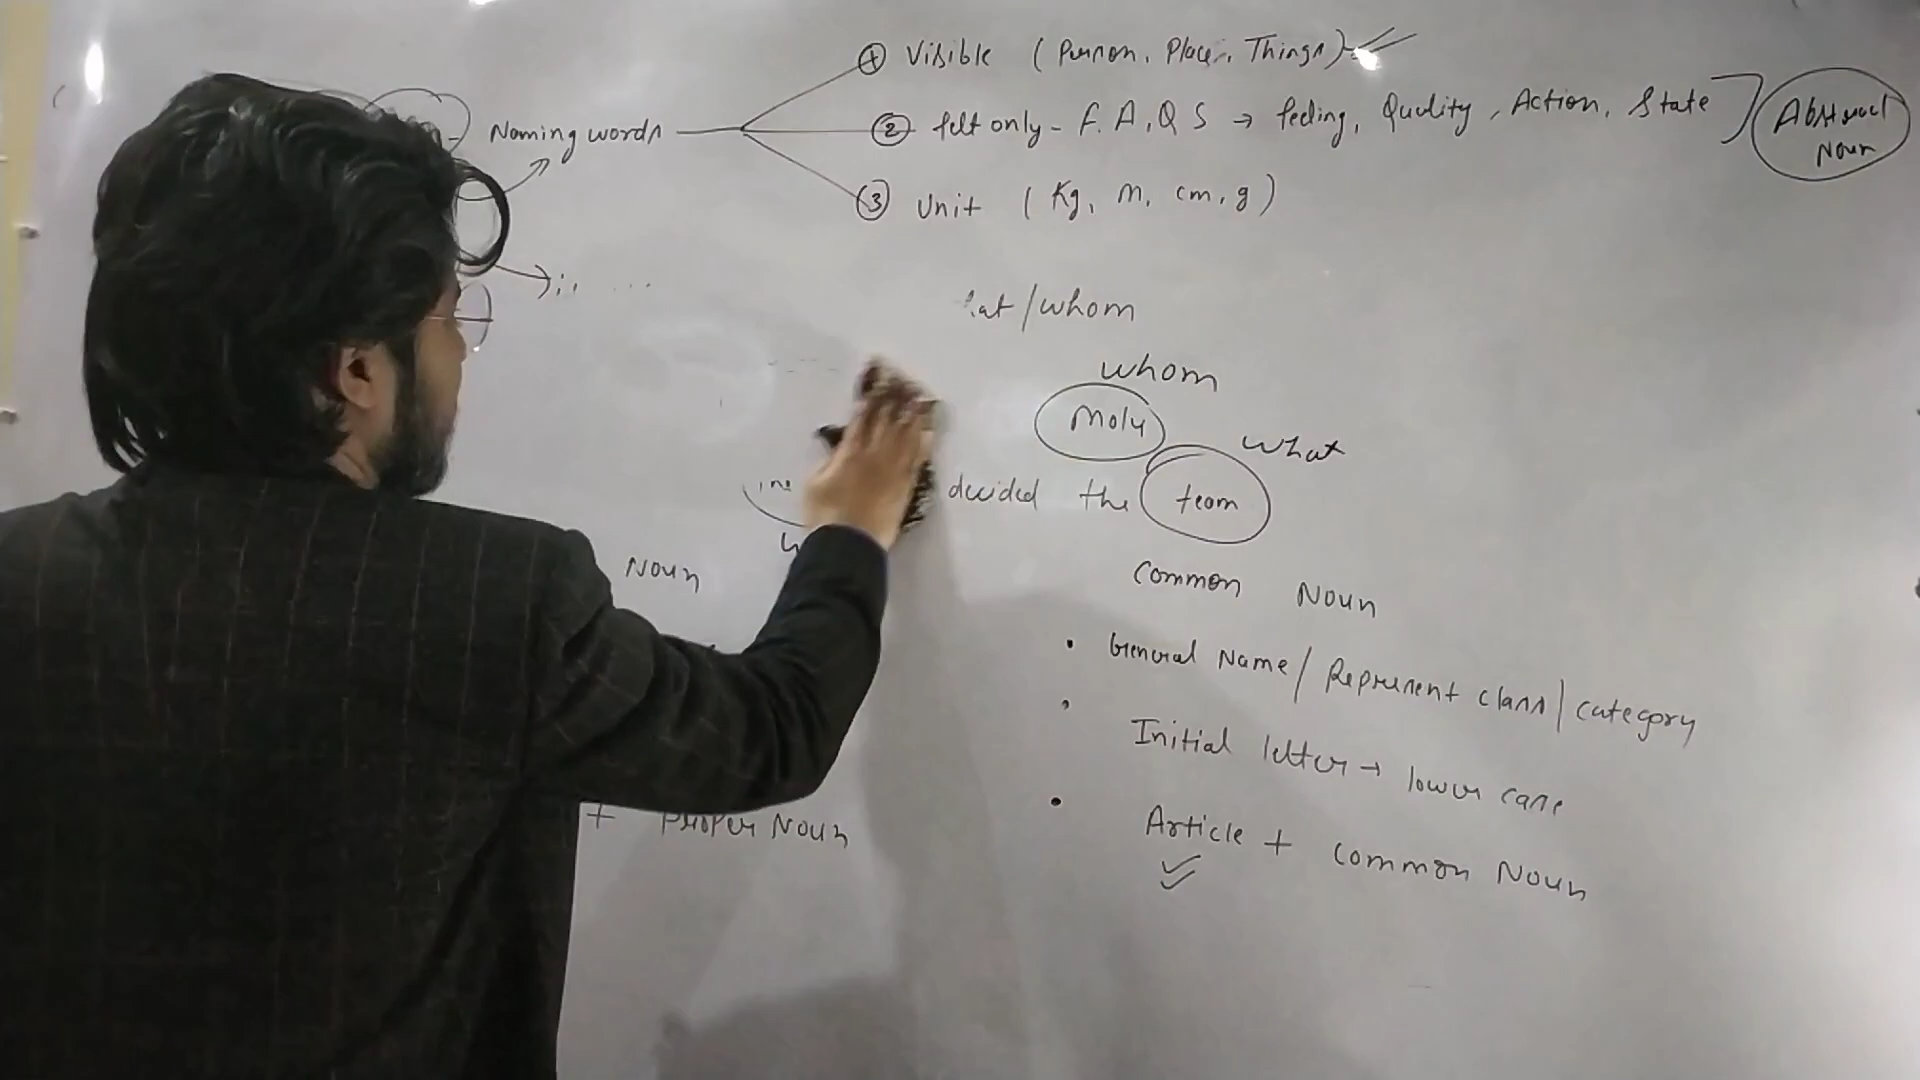 ① Visible (Person, Place, Things)
Naming words
② felt only - F. A, Q S → feeling, Quality, Action, State
Abstract Noun
③ Unit (Kg, m, cm, g)
/whom
whom
Moly
what
decided the team
Noun
Common Noun
• General Name/ Represent class/category
• Initial letter → lower case
+ Proper Noun
• Article + common Noun